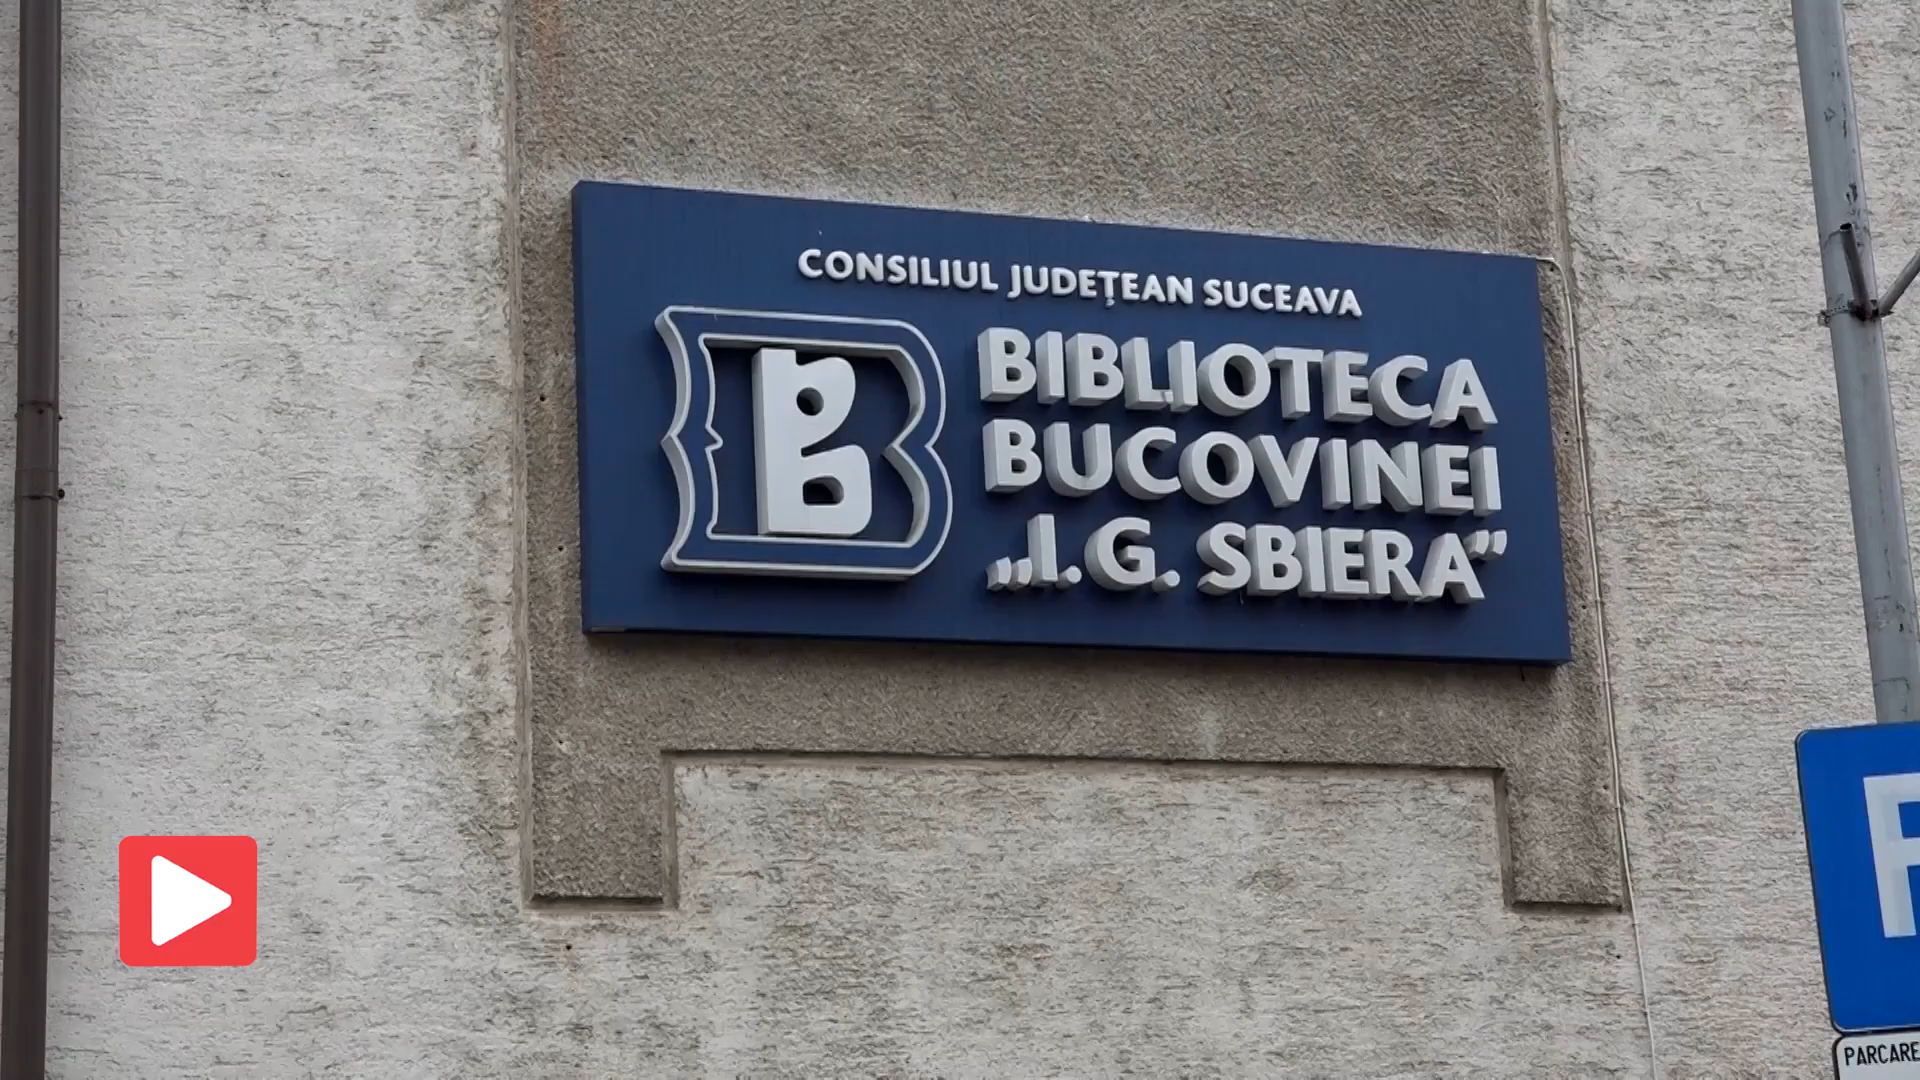 CONSILIUL JUDEȚEAN SUCEAVA
B
BIBLIOTECA
BUCOVINEI
„I.G. SBIERA”
P
PARCARE